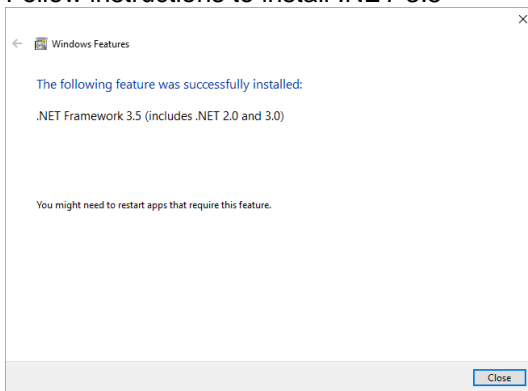 Follow instructions to install .NET 3.5
Windows Features
The following feature was successfully installed:
.NET Framework 3.5 (includes .NET 2.0 and 3.0)
You might need to restart apps that require this feature.
Close